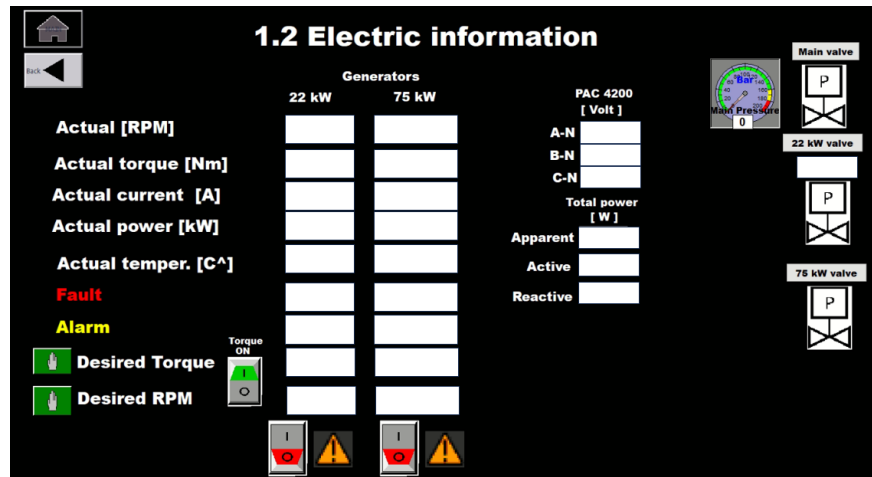 1.2 Electric information
Back
Generators
22 kW 75 kW
Actual [RPM]
Actual torque [Nm]
Actual current [A]
Actual power [kW]
Actual temper. [C^]
Fault
Alarm
Torque
ON
I
O
Desired Torque
Desired RPM
I
O
I
O
PAC 4200
[ Volt ]
A-N
B-N
C-N
Total power
[ W ]
Apparent
Active
Reactive
Bar
Main Pressure
0
Main valve
P
22 kW valve
P
75 kW valve
P